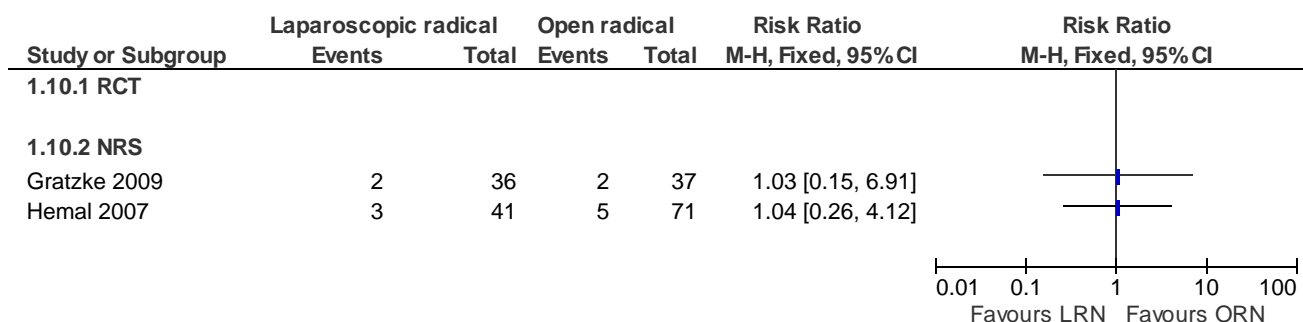 Laparoscopic radical Open radical Risk Ratio Risk Ratio
Study or Subgroup Events Total Events Total M-H, Fixed, 95% CI M-H, Fixed, 95% CI
1.10.1 RCT
1.10.2 NRS
Gratzke 2009 2 36 2 37 1.03 [0.15, 6.91]
Hemal 2007 3 41 5 71 1.04 [0.26, 4.12]
0.01 0.1 1 10 100
Favours LRN Favours ORN